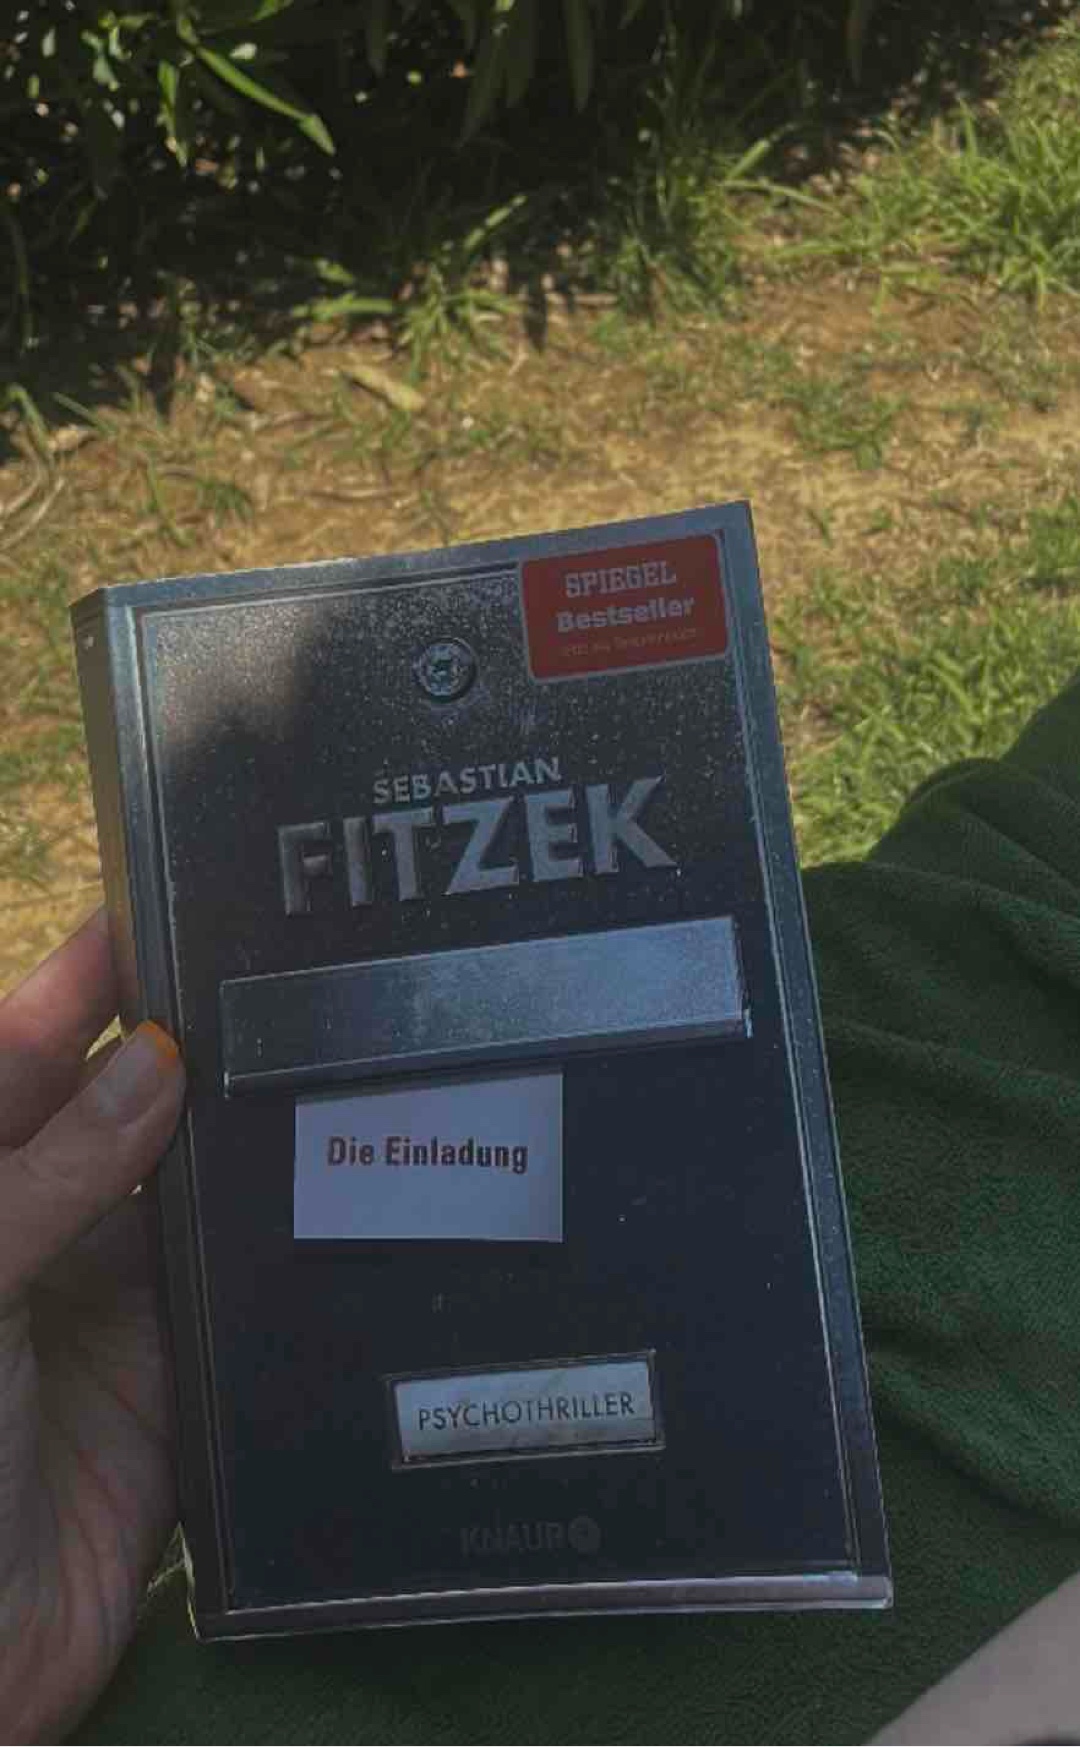 SPIEGEL
Bestseller
SEBASTIAN
FITZEK
Die Einladung
PSYCHOTHRILLER
KNAUR